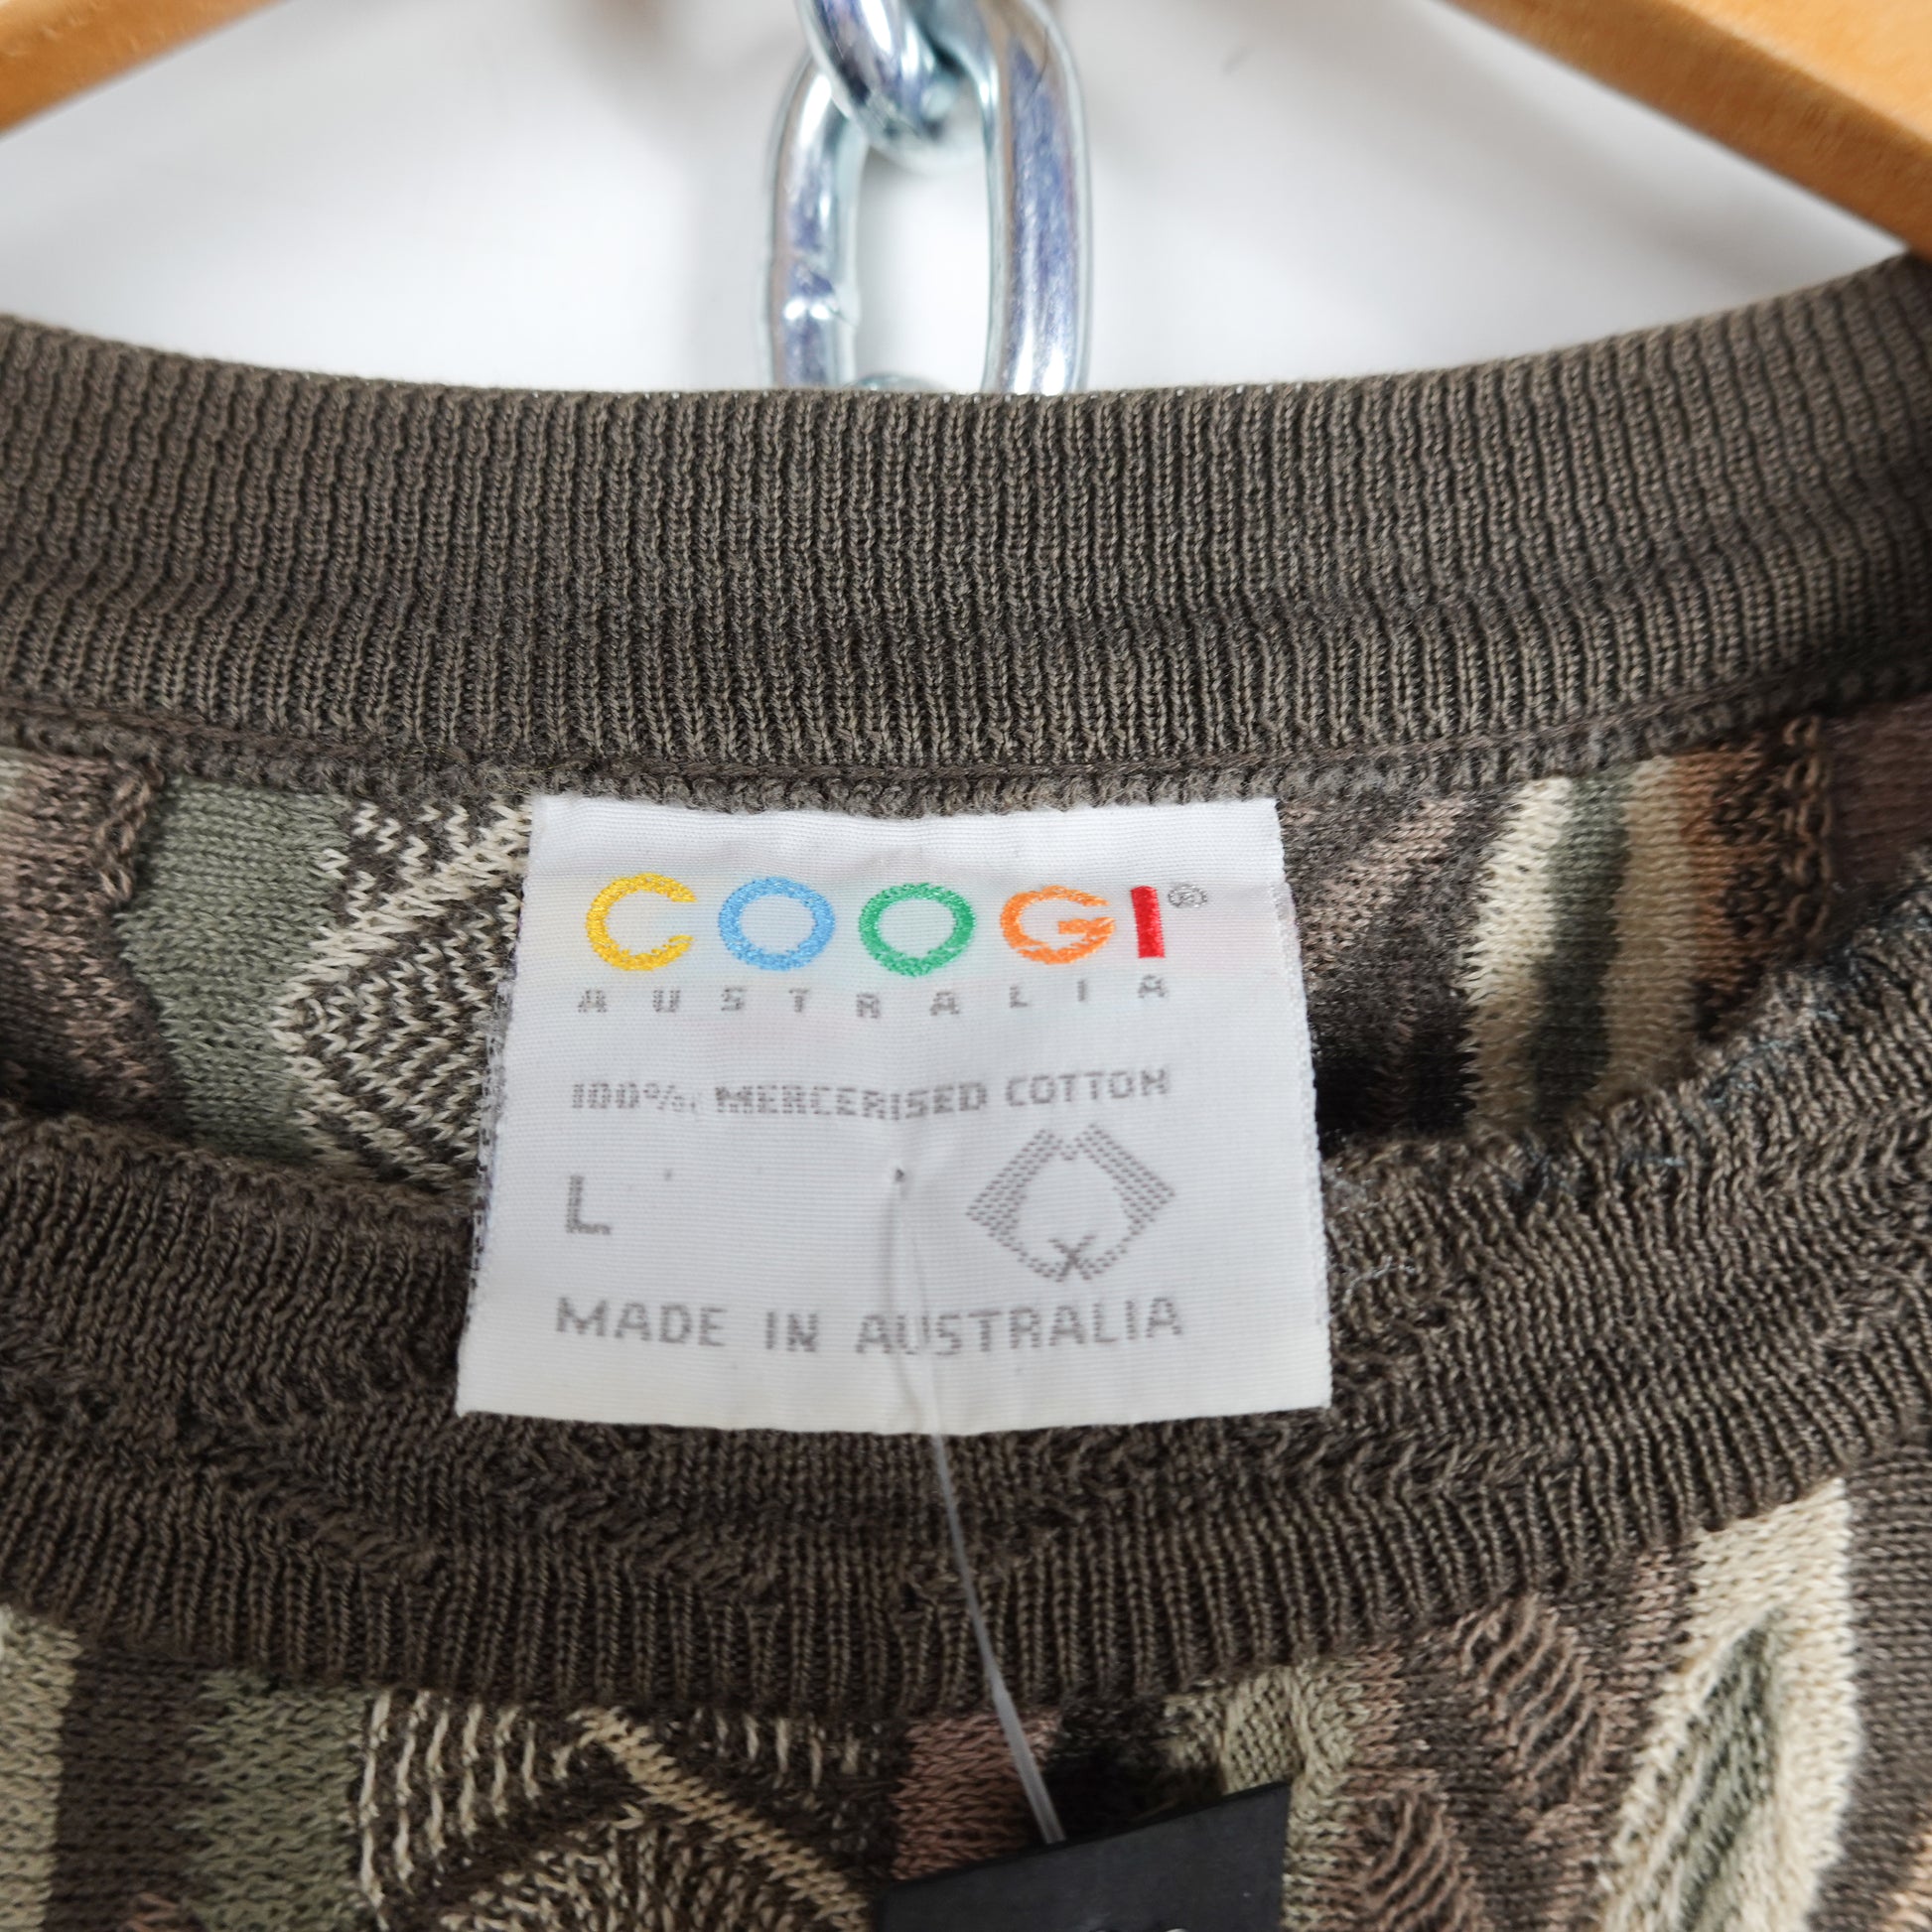 COOGI®
AUSTRALIA
100% MERCERISED COTTON
L
MADE IN AUSTRALIA